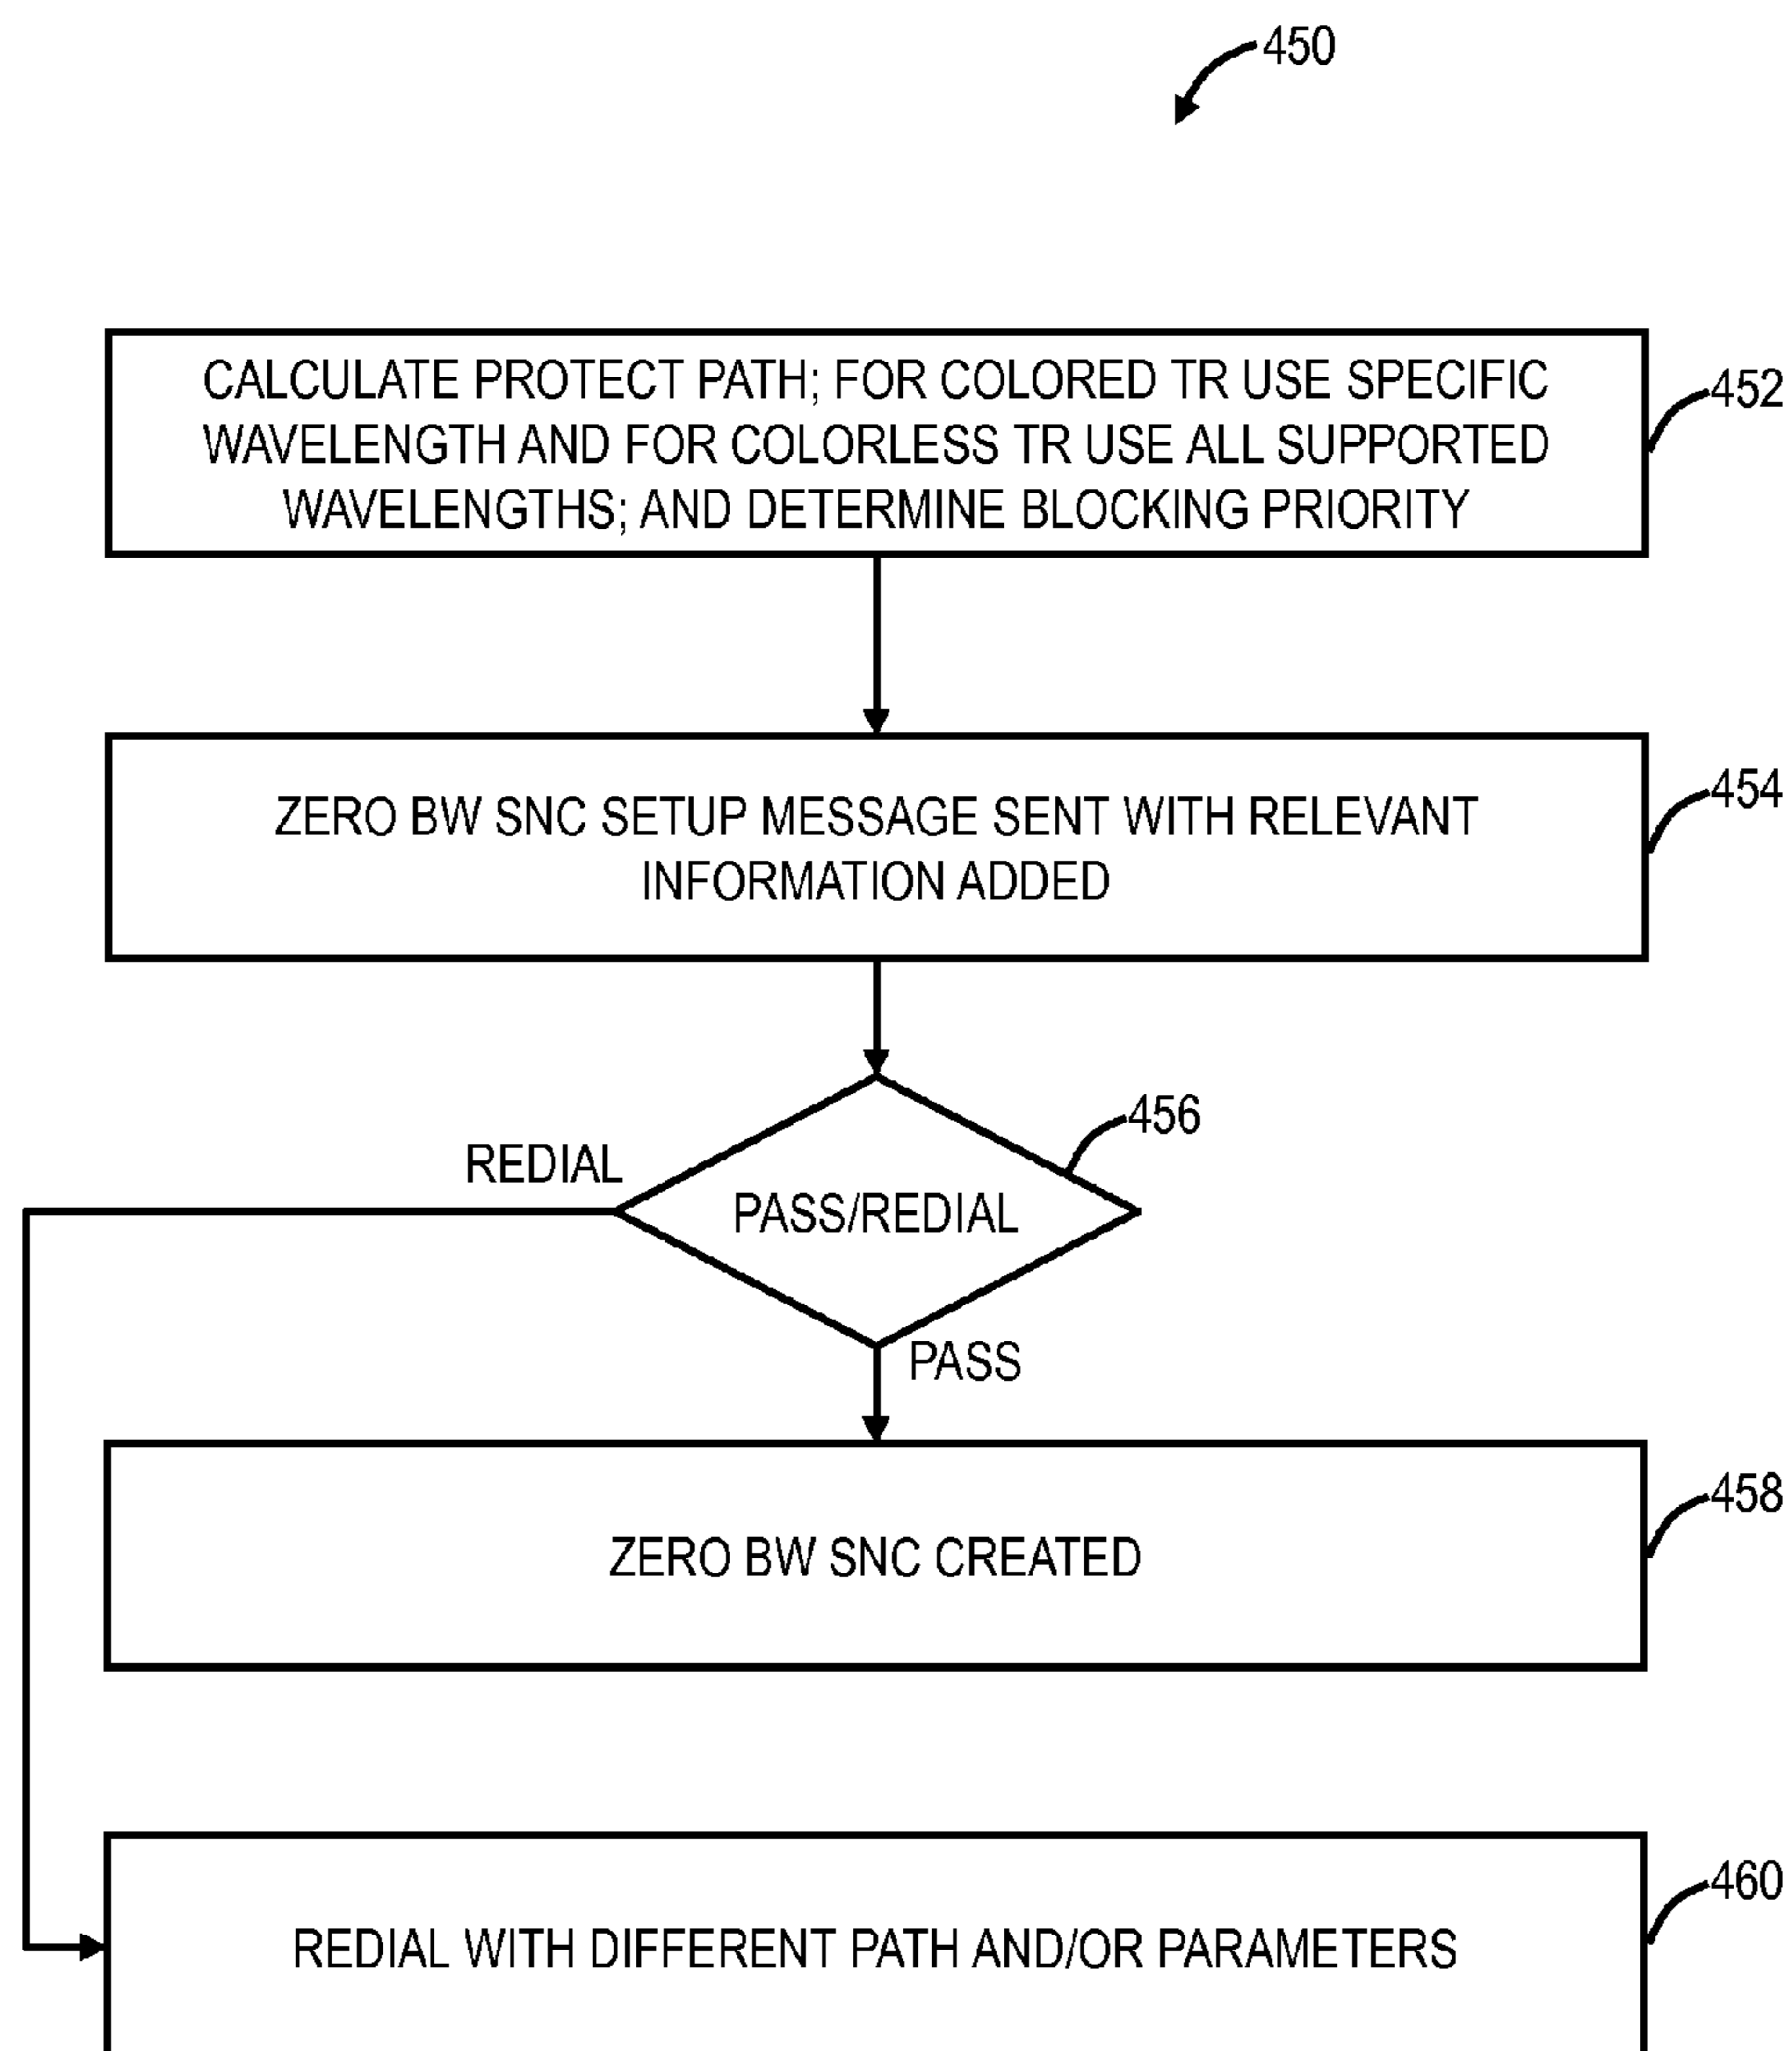 450
CALCULATE PROTECT PATH; FOR COLORED TR USE SPECIFIC
WAVELENGTH AND FOR COLORLESS TR USE ALL SUPPORTED
WAVELENGTHS; AND DETERMINE BLOCKING PRIORITY
452
ZERO BW SNC SETUP MESSAGE SENT WITH RELEVANT
INFORMATION ADDED
454
456
REDIAL
PASS/REDIAL
PASS
ZERO BW SNC CREATED
458
REDIAL WITH DIFFERENT PATH AND/OR PARAMETERS
460